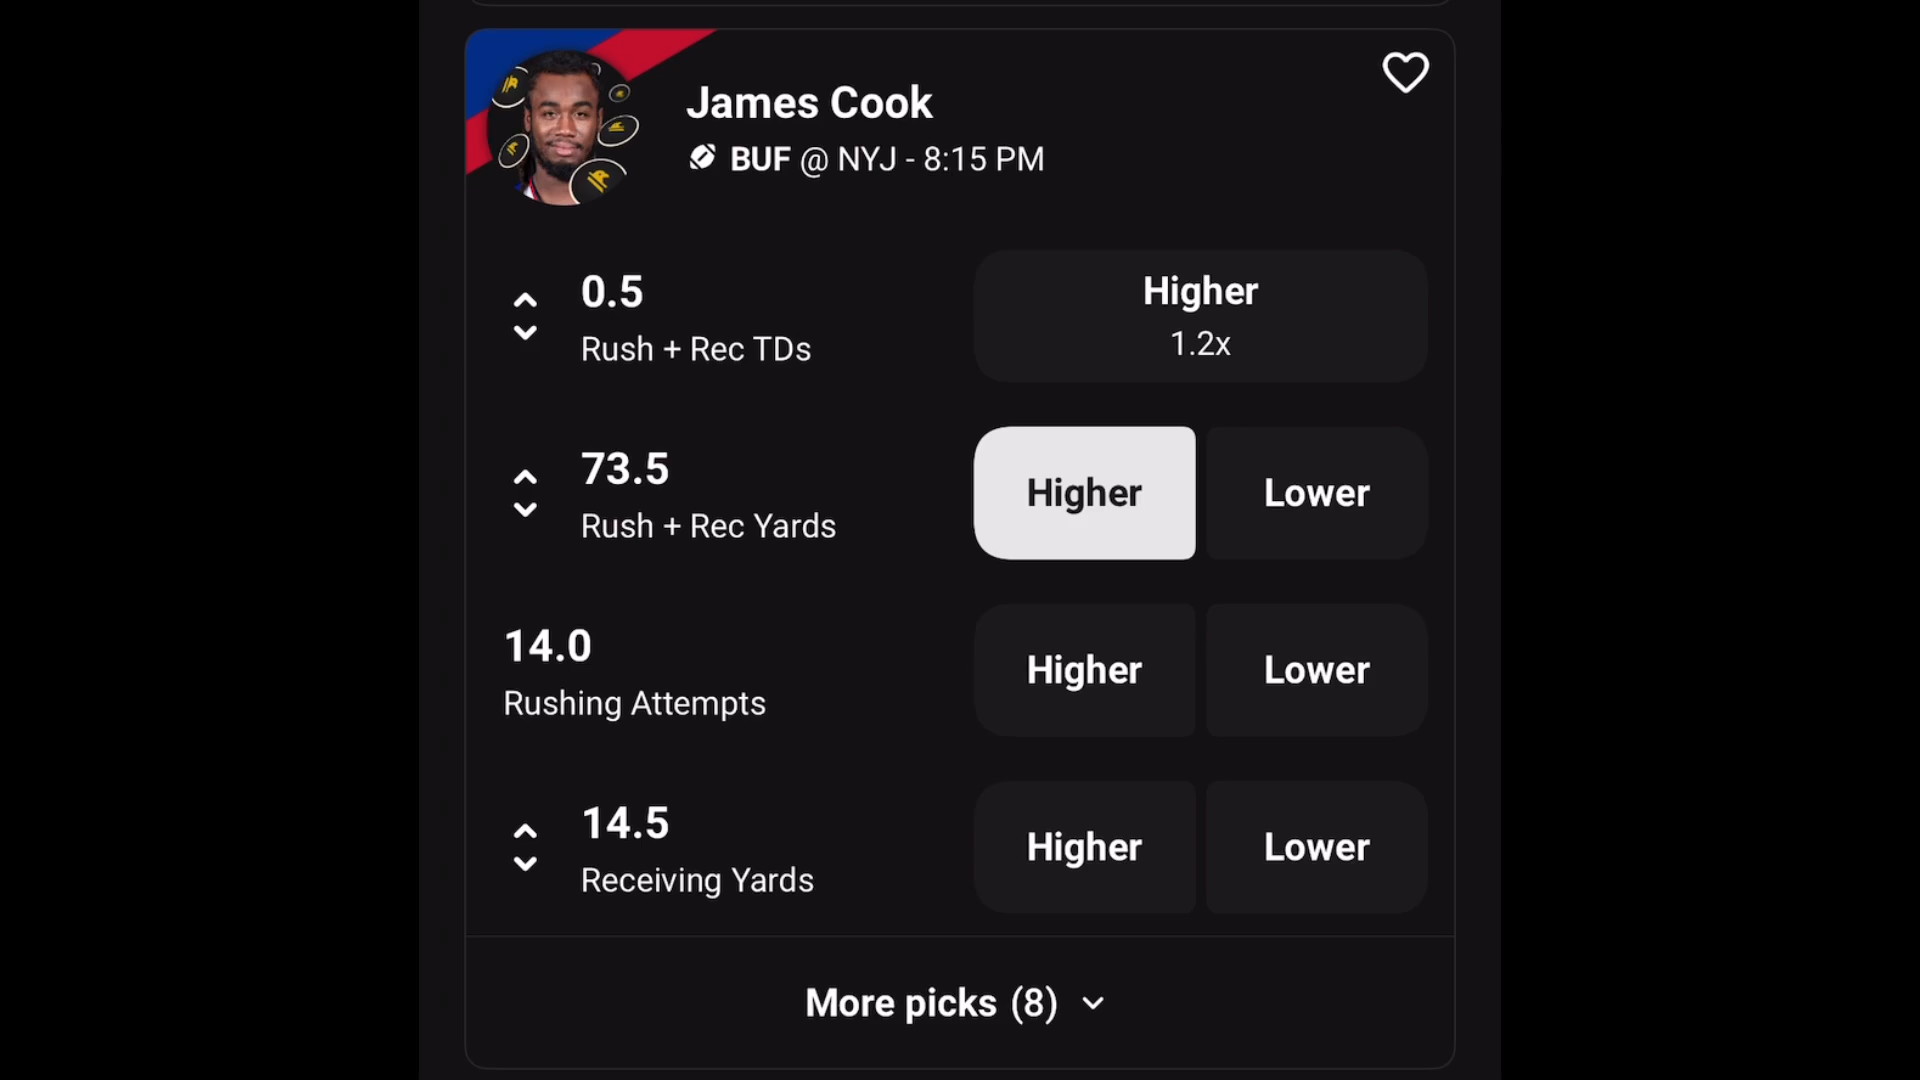 James Cook
BUF @ NYJ - 8:15 PM
0.5
Rush + Rec TDs
Higher
1.2x
73.5
Rush + Rec Yards
Higher
Lower
14.0
Rushing Attempts
Higher
Lower
14.5
Receiving Yards
Higher
Lower
More picks (8)